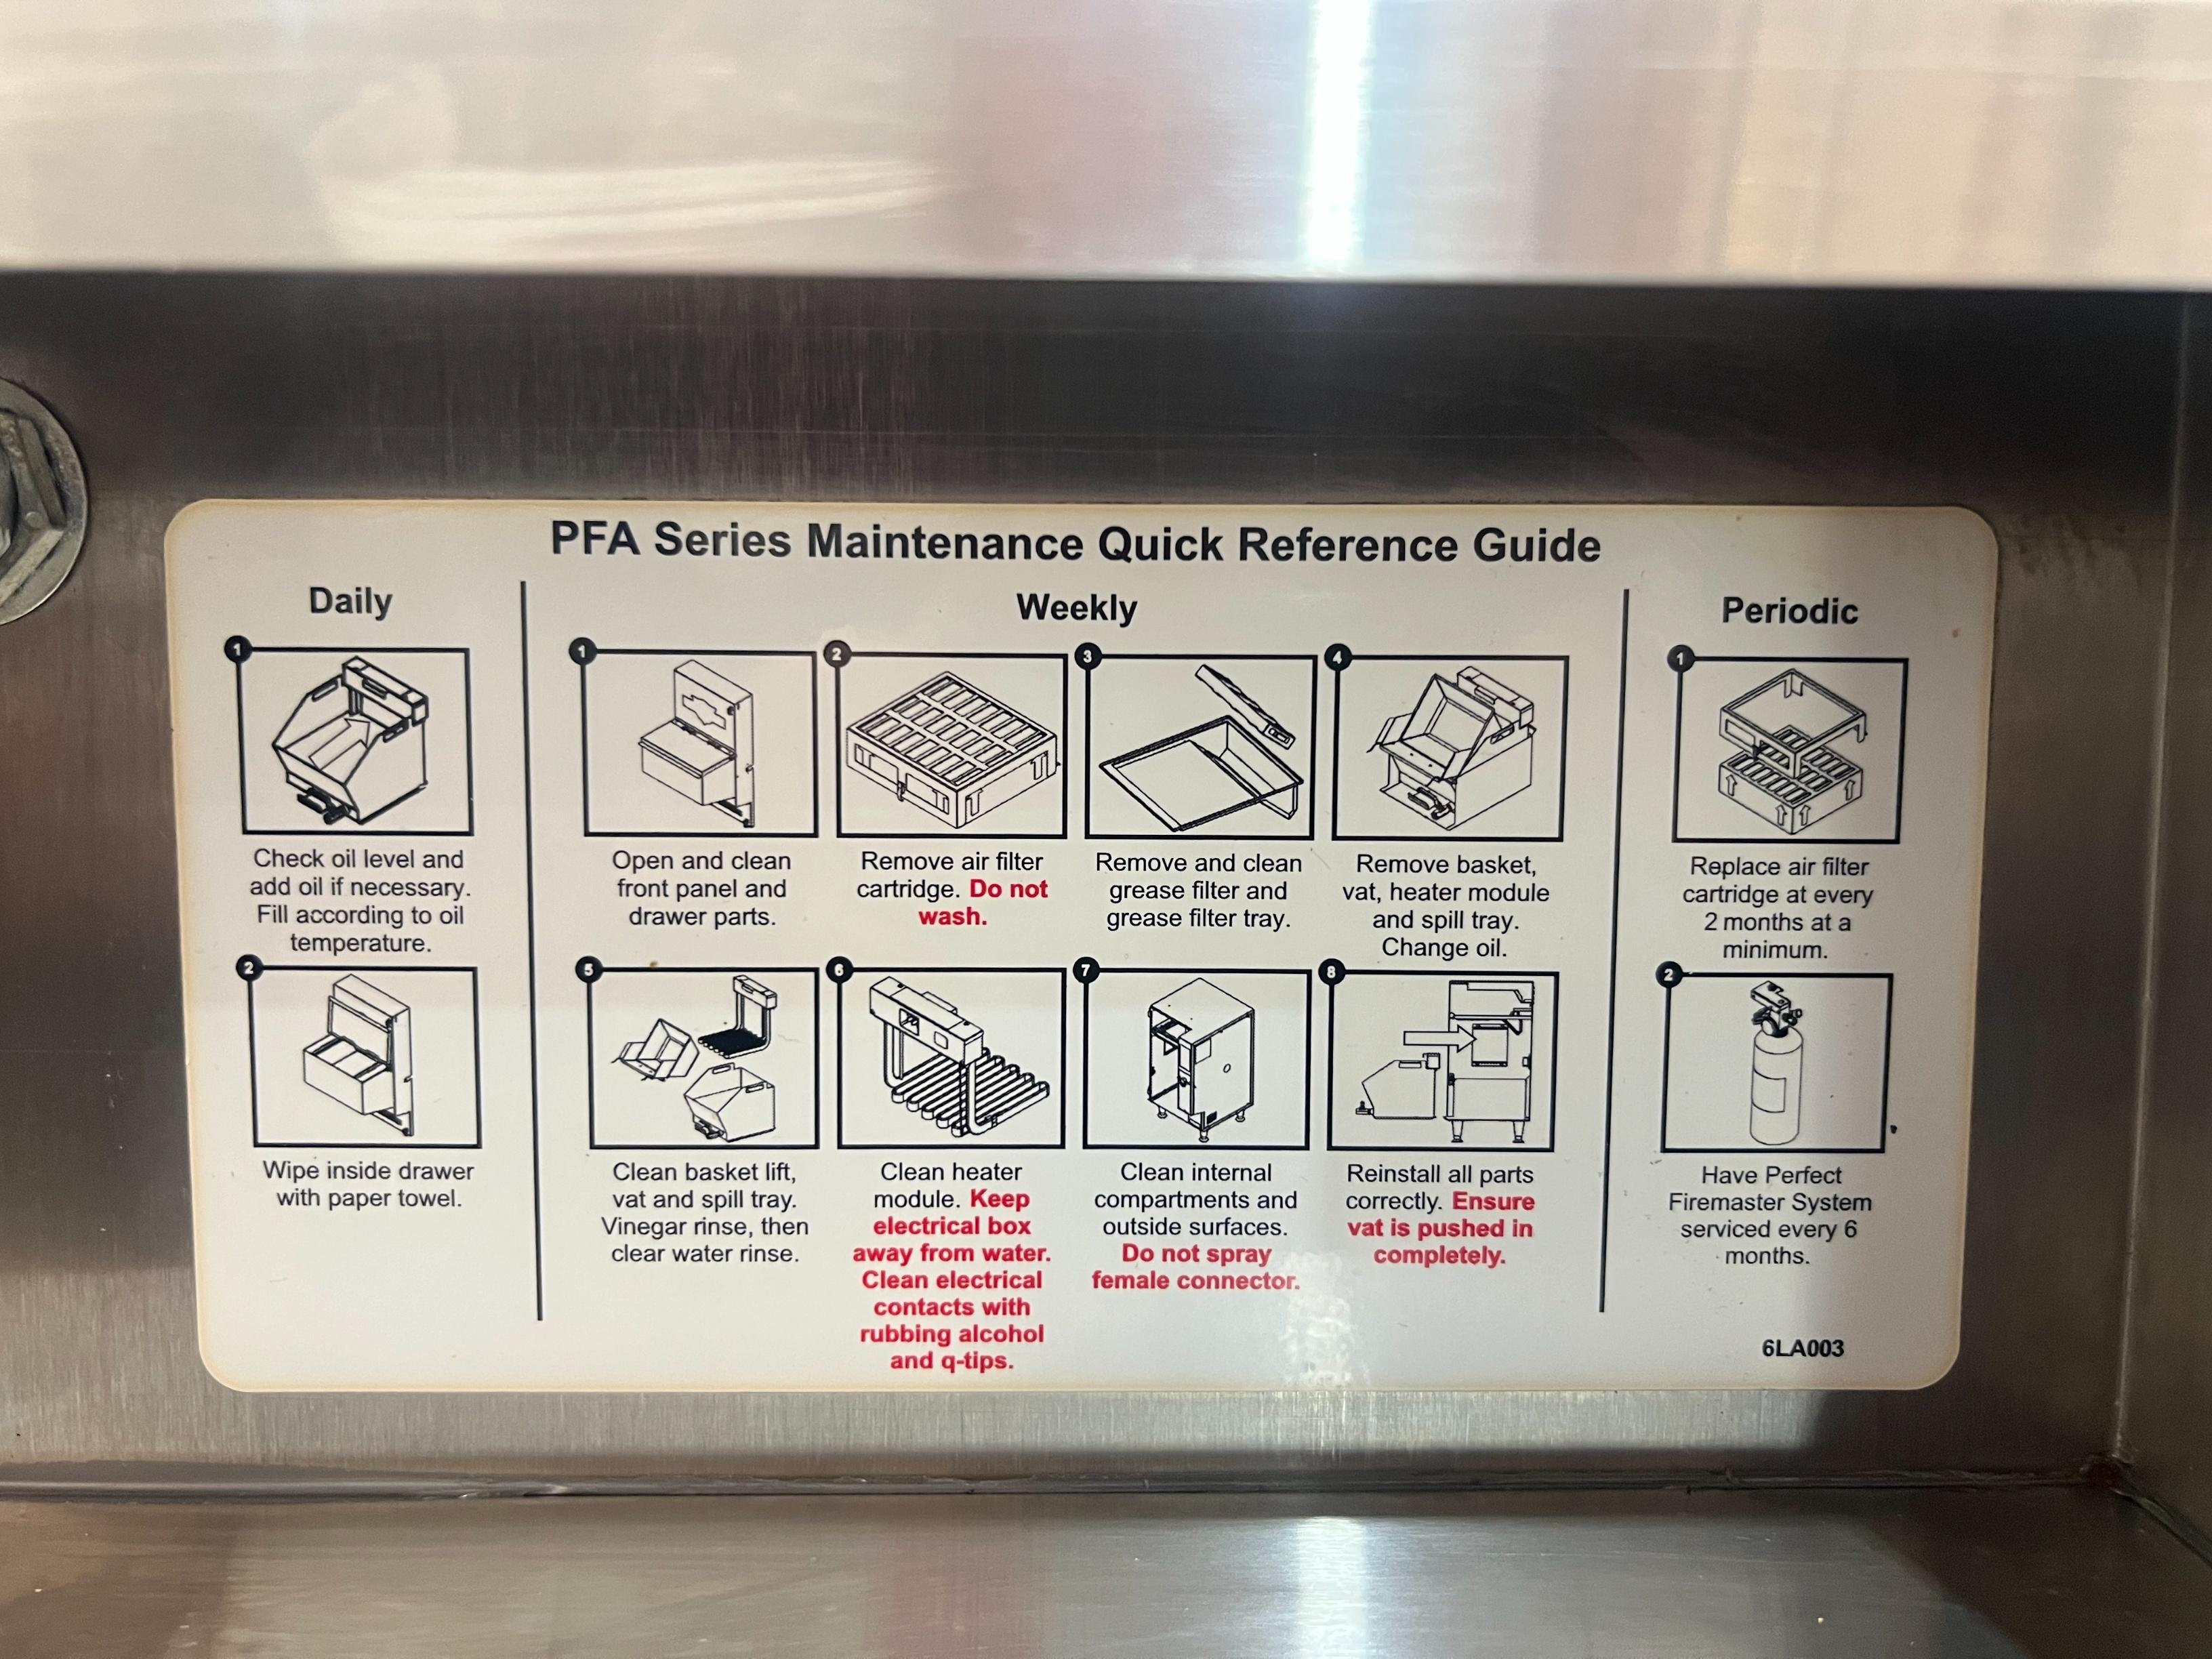 PFA Series Maintenance Quick Reference Guide
Daily
1
Check oil level and
add oil if necessary.
Fill according to oil
temperature.
2
Wipe inside drawer
with paper towel.
Weekly
1
Open and clean
front panel and
drawer parts.
2
Remove air filter
cartridge. Do not
wash.
3
Remove and clean
grease filter and
grease filter tray.
4
Remove basket,
vat, heater module
and spill tray.
Change oil.
5
Clean basket lift,
vat and spill tray.
Vinegar rinse, then
clear water rinse.
6
Clean heater
module. Keep
electrical box
away from water.
Clean electrical
contacts with
rubbing alcohol
and q-tips.
7
Clean internal
compartments and
outside surfaces.
Do not spray
female connector.
8
Reinstall all parts
correctly. Ensure
vat is pushed in
completely.
Periodic
1
Replace air filter
cartridge at every
2 months at a
minimum.
2
Have Perfect
Firemaster System
serviced every 6
months.
6LA003